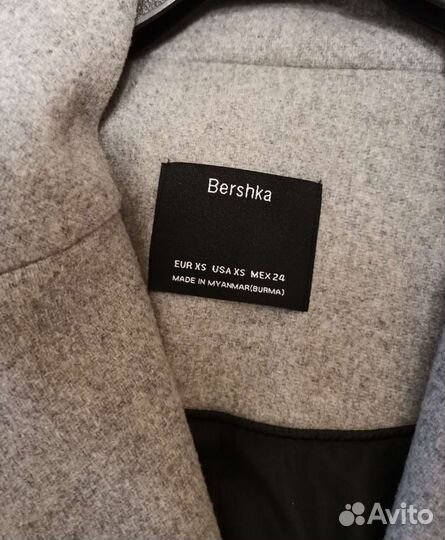 Bershka
EUR XS USA XS MEX 24
MADE IN MYANMAR(BURMA)
Avito